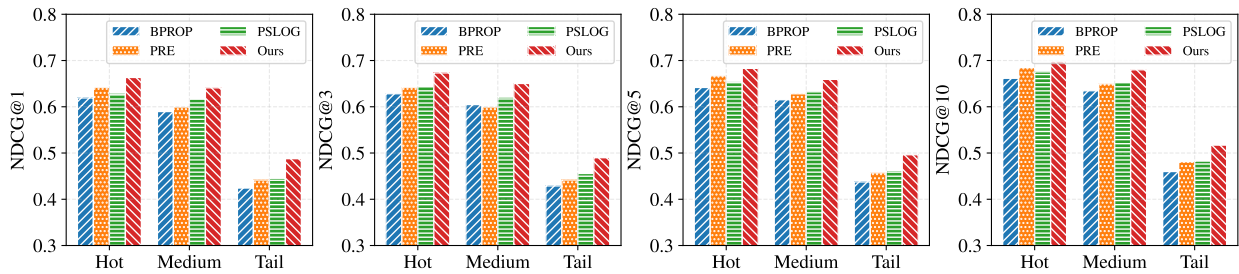 NDCG@1
0.8
0.7
0.6
0.5
0.4
0.3
BPROP PSLOG
PRE Ours
Hot Medium Tail
NDCG@3
0.8
0.7
0.6
0.5
0.4
0.3
BPROP PSLOG
PRE Ours
Hot Medium Tail
NDCG@5
0.8
0.7
0.6
0.5
0.4
0.3
BPROP PSLOG
PRE Ours
Hot Medium Tail
NDCG@10
0.8
0.7
0.6
0.5
0.4
0.3
BPROP PSLOG
PRE Ours
Hot Medium Tail